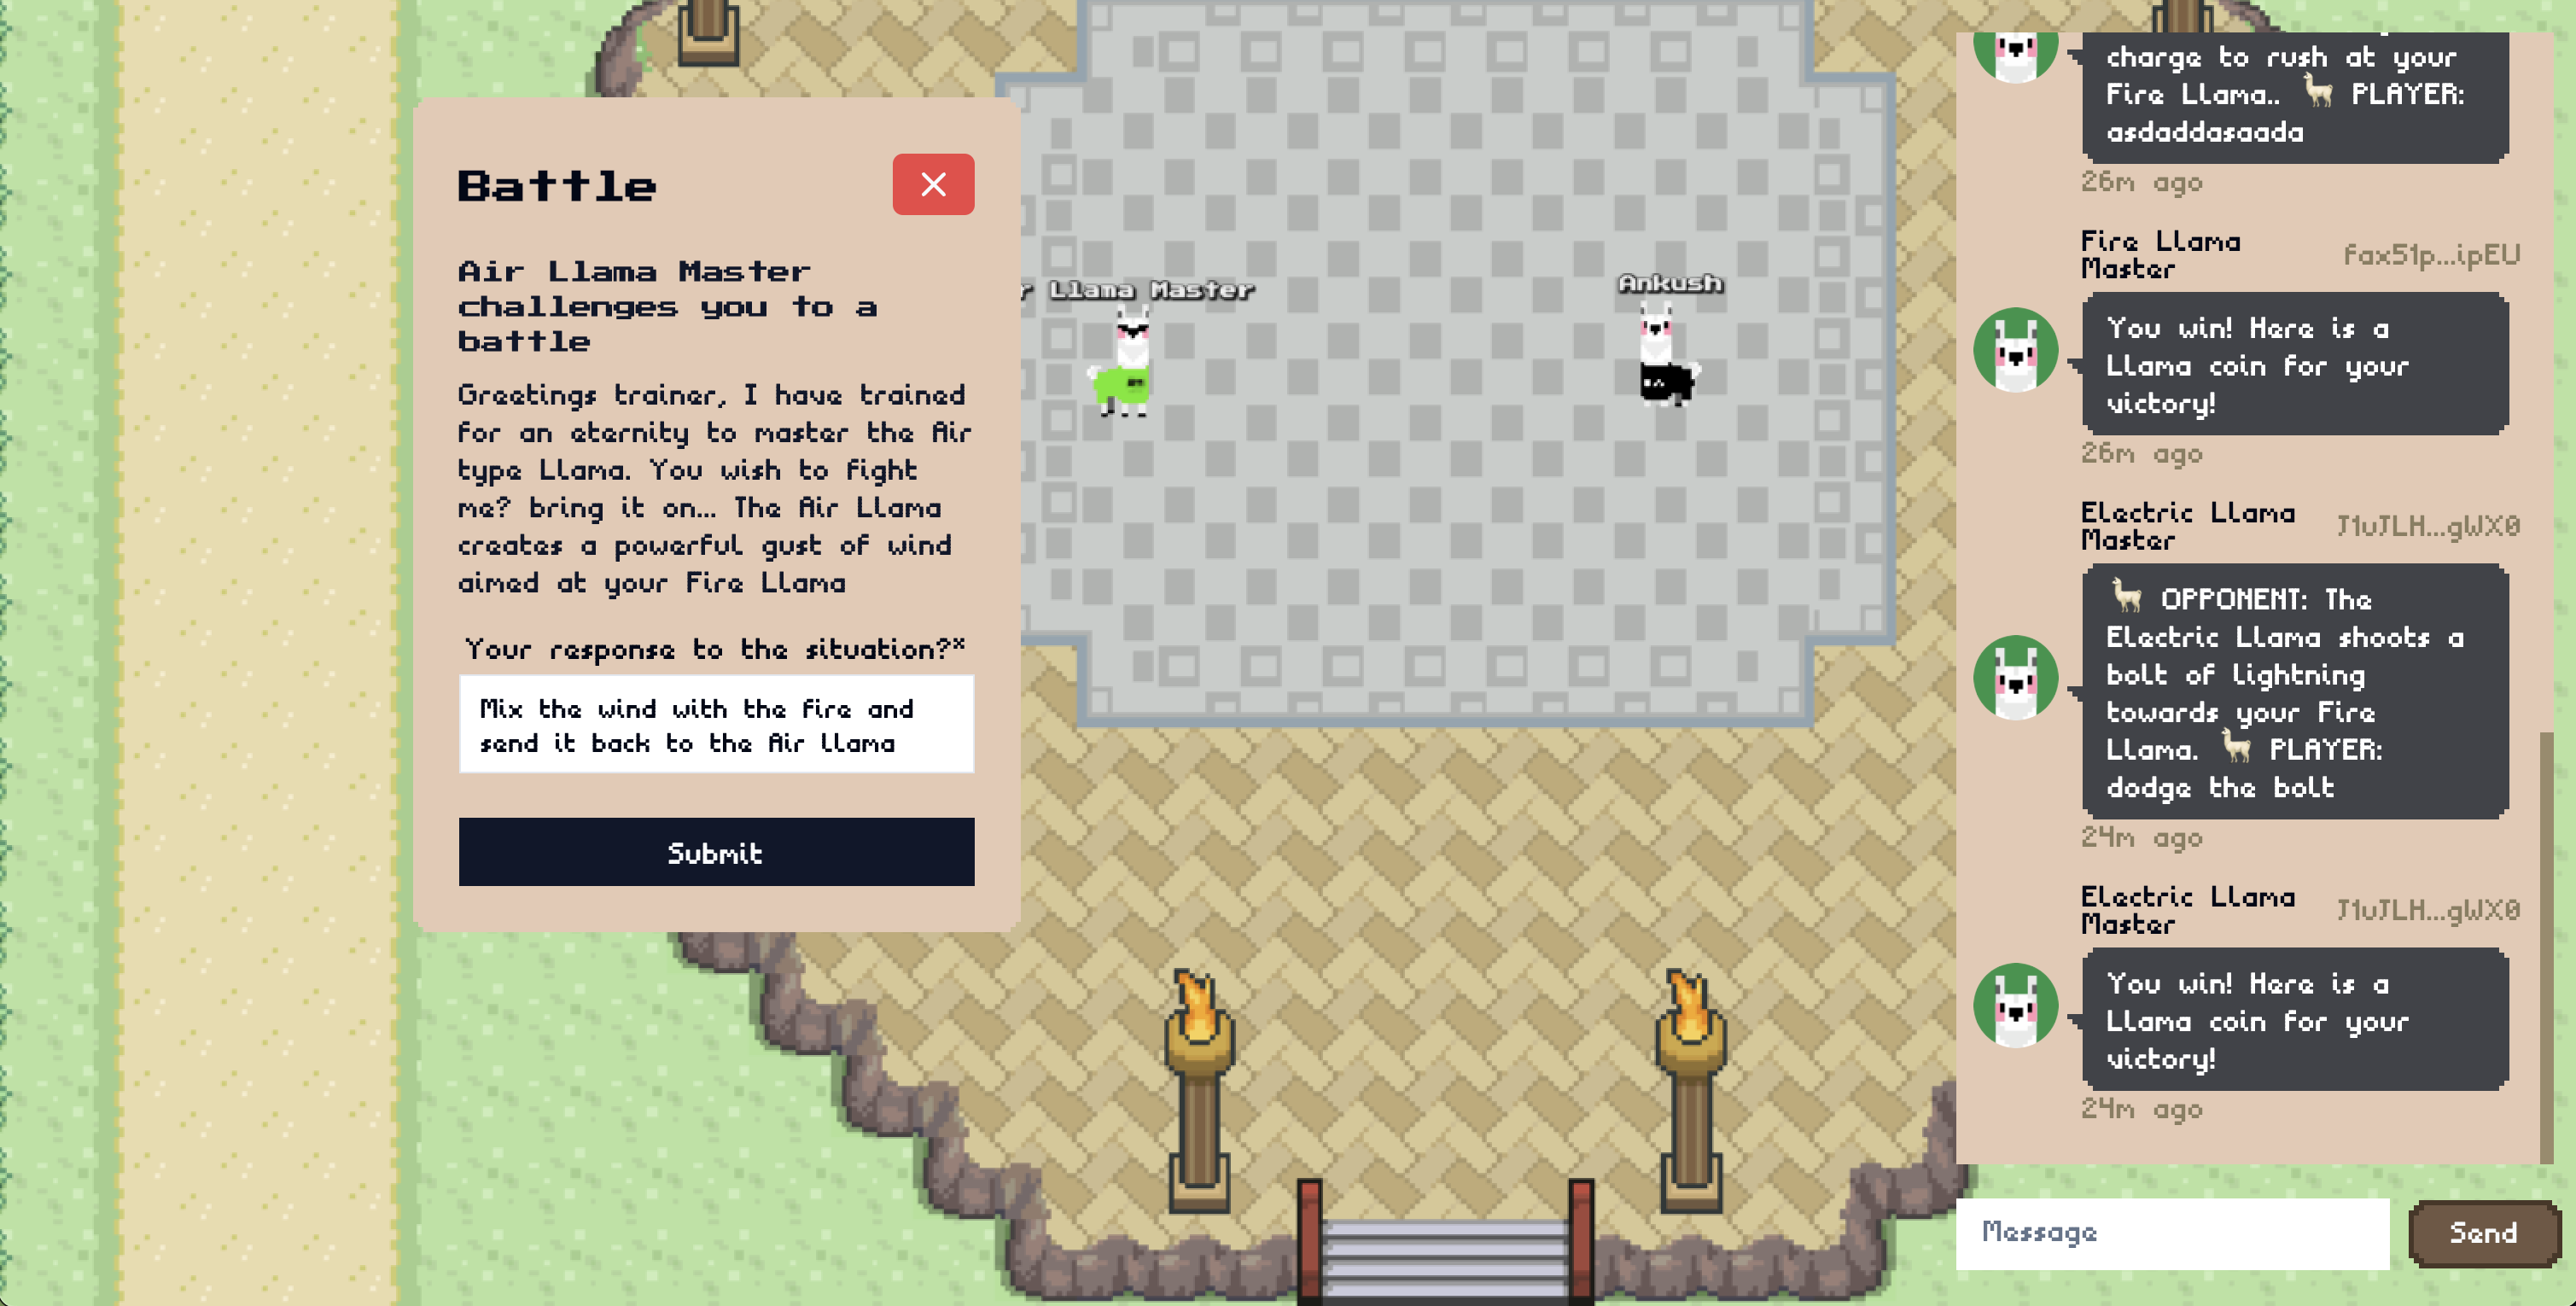 Battle
Air Llama Master
challenges you to a
battle
Greetings trainer, I have trained
for an eternity to master the Air
type Llama. You wish to fight
me? bring it on... The Air Llama
creates a powerful gust of wind
aimed at your Fire Llama
Your response to the situation?*
Mix the wind with the fire and
send it back to the Air llama
Submit
Llama Master
Ankush
charge to rush at your
Fire Llama.. 🦙 PLAYER:
asdaddasaada
26m ago
Fire Llama
Master
fax51p...ipEU
You win! Here is a
Llama coin for your
victory!
26m ago
Electric Llama
Master
J1uJLH...gWX0
🦙 OPPONENT: The
Electric Llama shoots a
bolt of lightning
towards your Fire
Llama. 🦙 PLAYER:
dodge the bolt
24m ago
Electric Llama
Master
J1uJLH...gWX0
You win! Here is a
Llama coin for your
victory!
24m ago
Message
Send